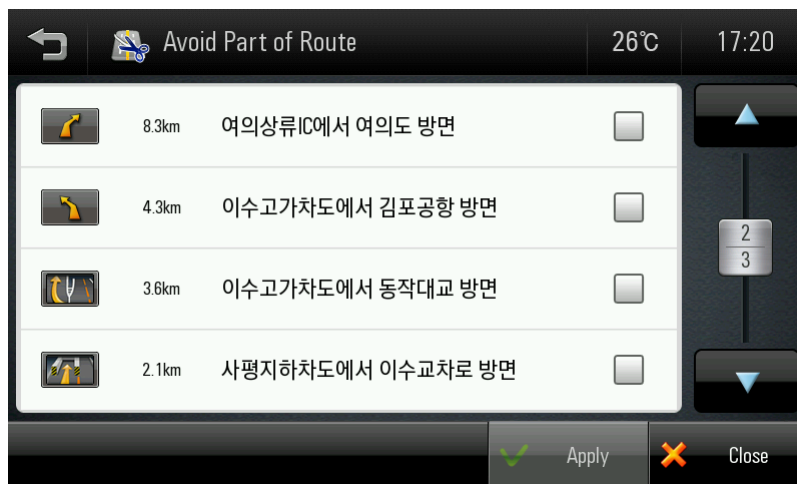 Avoid Part of Route
26℃
17:20
8.3km 여의상류IC에서 여의도 방면
4.3km 이수고가차도에서 김포공항 방면
3.6km 이수고가차도에서 동작대교 방면
2.1km 사평지하차도에서 이수교차로 방면
2
3
Apply
Close